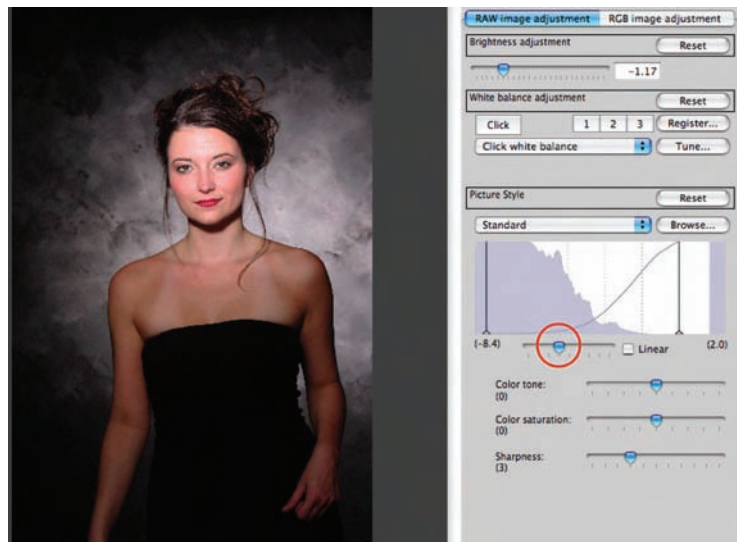 RAW image adjustment RGB image adjustment
Brightness adjustment Reset
-1.17
White balance adjustment Reset
Click 1 2 3 Register...
Click white balance Tune...
Picture Style Reset
Standard Browse...
(-8.4) Linear (2.0)
Color tone:
(0)
Color saturation:
(0)
Sharpness:
(3)